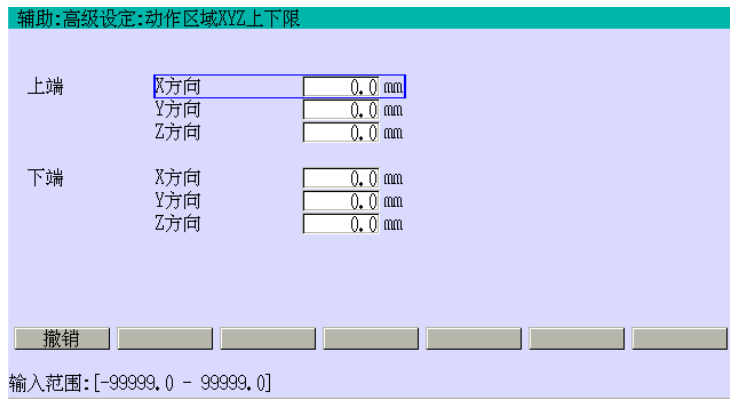 辅助:高级设定:动作区域XYZ上下限
上端 X方向 0.0 mm
Y方向 0.0 mm
Z方向 0.0 mm
下端 X方向 0.0 mm
Y方向 0.0 mm
Z方向 0.0 mm
撤销
输入范围:[-99999.0 - 99999.0]